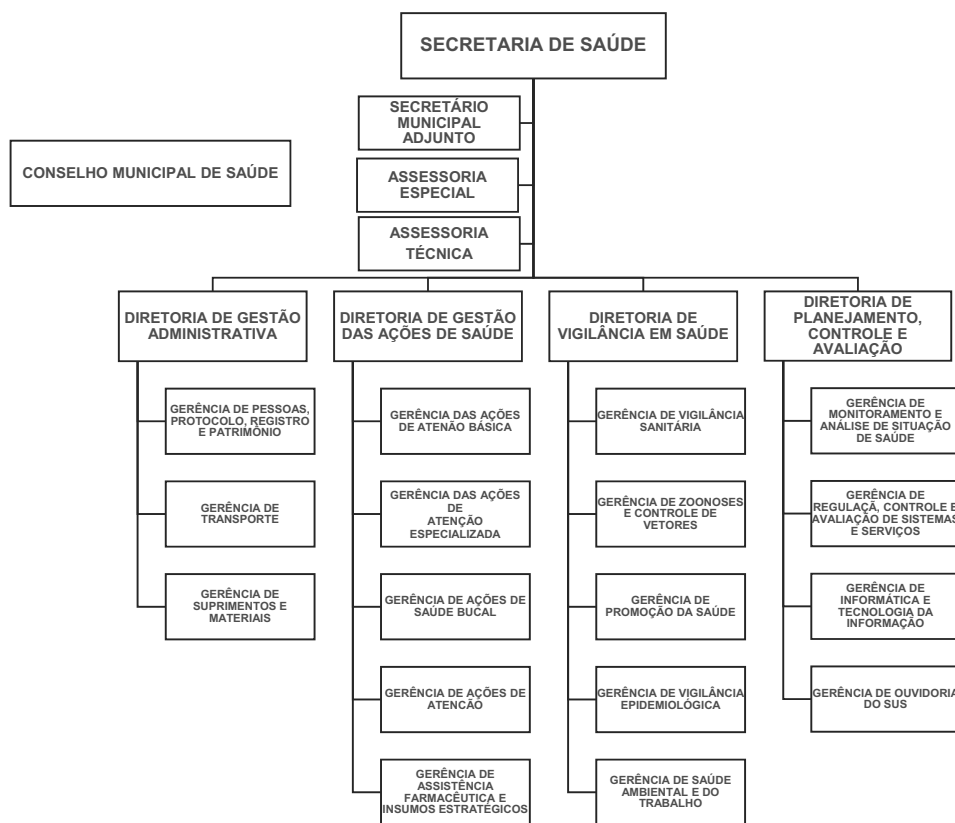 SECRETARIA DE SAÚDE
SECRETÁRIO
MUNICIPAL
ADJUNTO
CONSELHO MUNICIPAL DE SAÚDE
ASSESSORIA
ESPECIAL
ASSESSORIA
TÉCNICA
DIRETORIA DE GESTÃO
ADMINISTRATIVA
DIRETORIA DE GESTÃO
DAS AÇÕES DE SAÚDE
DIRETORIA DE
VIGILÂNCIA EM SAÚDE
DIRETORIA DE
PLANEJAMENTO,
CONTROLE E
AVALIAÇÃO
GERÊNCIA DE PESSOAS,
PROTOCOLO, REGISTRO
E PATRIMÔNIO
GERÊNCIA DE
TRANSPORTE
GERÊNCIA DE
SUPRIMENTOS E
MATERIAIS
GERÊNCIA DAS AÇÕES
DE ATENÃO BÁSICA
GERÊNCIA DAS AÇÕES
DE
ATENÇÃO
ESPECIALIZADA
GERÊNCIA DE AÇÕES DE
SAÚDE BUCAL
GERÊNCIA DE AÇÕES DE
ATENCÃO
GERÊNCIA DE
ASSISTÊNCIA
FARMACÊUTICA E
INSUMOS ESTRATÉGICOS
GERÊNCIA DE VIGILÂNCIA
SANITÁRIA
GERÊNCIA DE ZOONOSES
E CONTROLE DE
VETORES
GERÊNCIA DE
PROMOÇÃO DA SAÚDE
GERÊNCIA DE VIGILÂNCIA
EPIDEMIOLÓGICA
GERÊNCIA DE SAÚDE
AMBIENTAL E DO
TRABALHO
GERÊNCIA DE
MONITORAMENTO E
ANÁLISE DE SITUAÇÃO
DE SAÚDE
GERÊNCIA DE
REGULAÇÃ, CONTROLE E
AVALIAÇÃO DE SISTEMAS
E SERVIÇOS
GERÊNCIA DE
INFORMÁTICA E
TECNOLOGIA DA
INFORMAÇÃO
GERÊNCIA DE OUVIDORIA
DO SUS